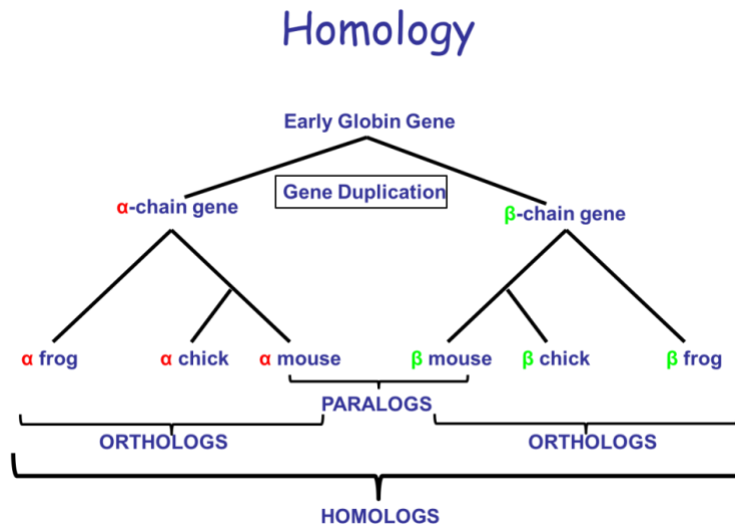 Homology
Early Globin Gene
Gene Duplication
α-chain gene
β-chain gene
α frog
α chick
α mouse
β mouse
β chick
β frog
PARALOGS
ORTHOLOGS
ORTHOLOGS
HOMOLOGS